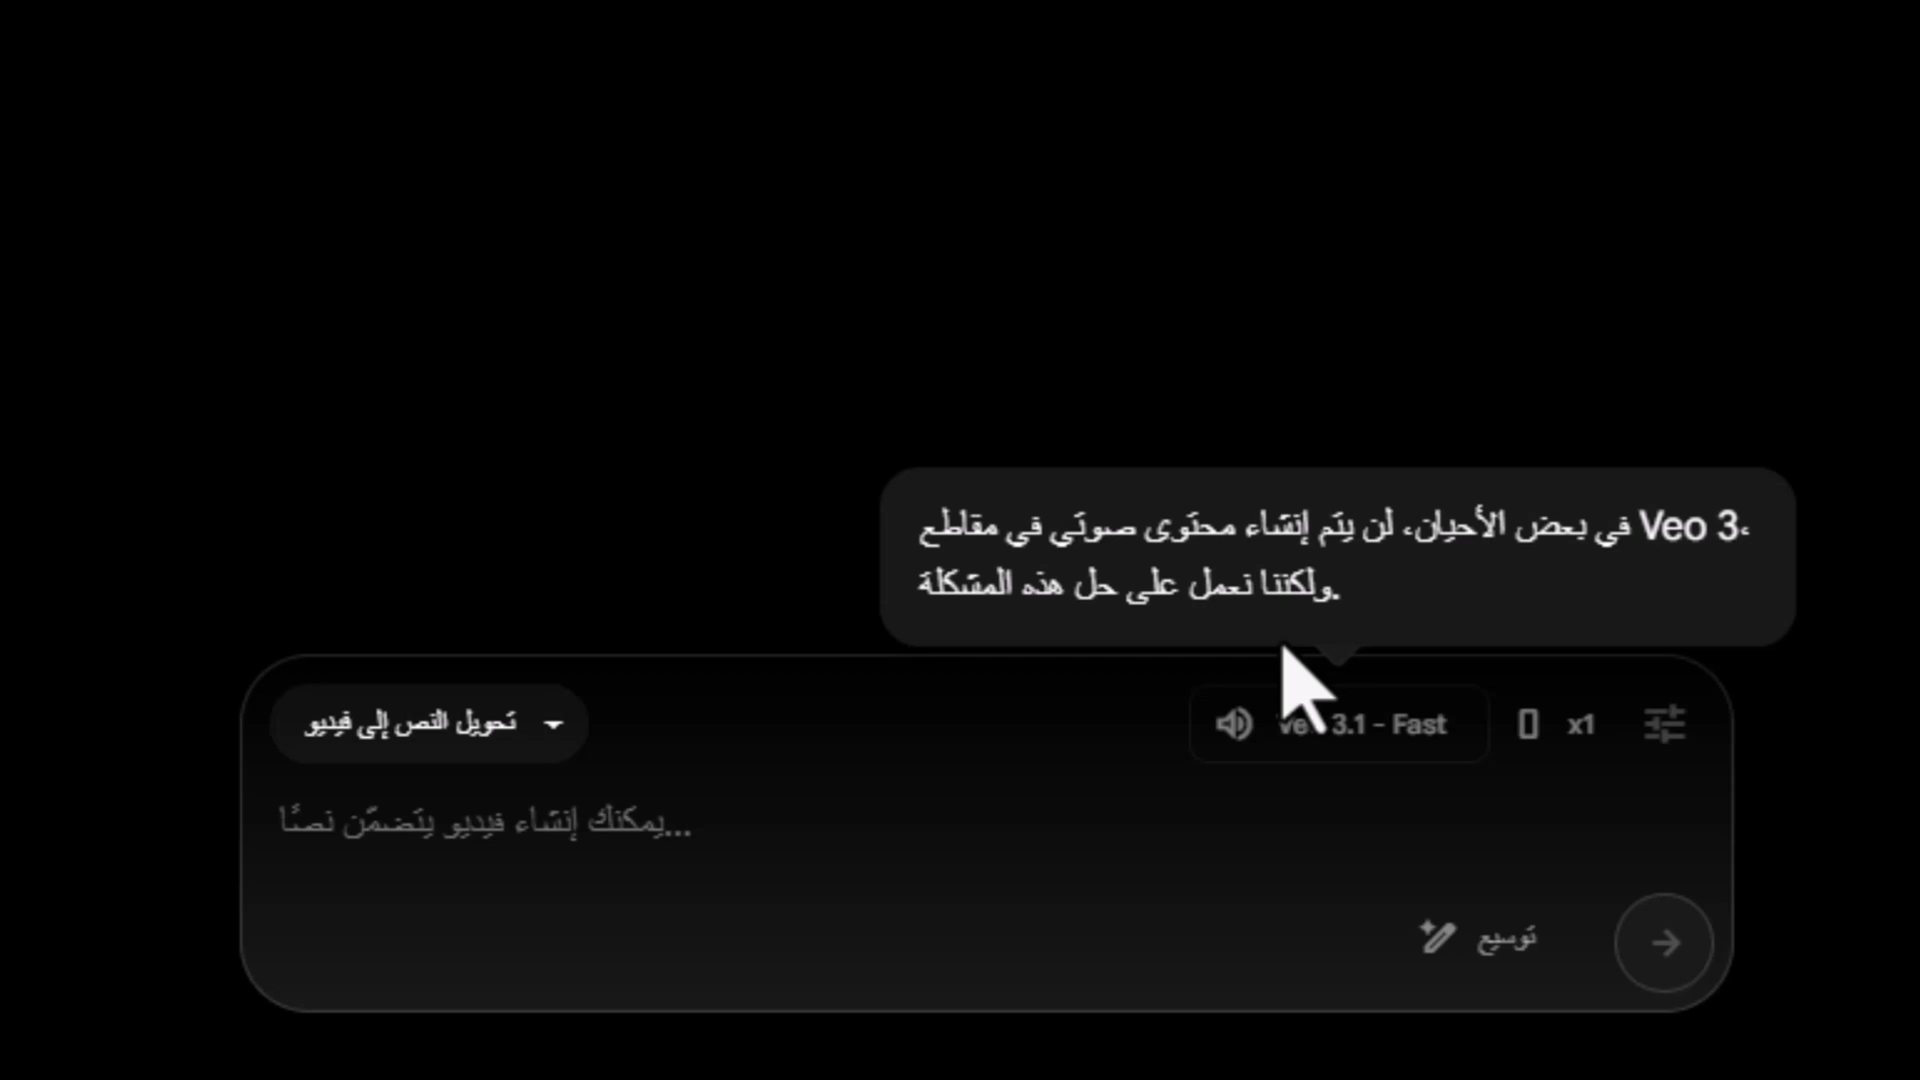 في بعض الأحيان، لن يتم إنشاء محتوى صوتي في مقاطع Veo 3،
ولكننا نعمل على حل هذه المشكلة.
تحويل النص إلى فيديو
3.1 - Fast
x1
يمكنك إنشاء فيديو يتضمّن نصًا...
توسيع